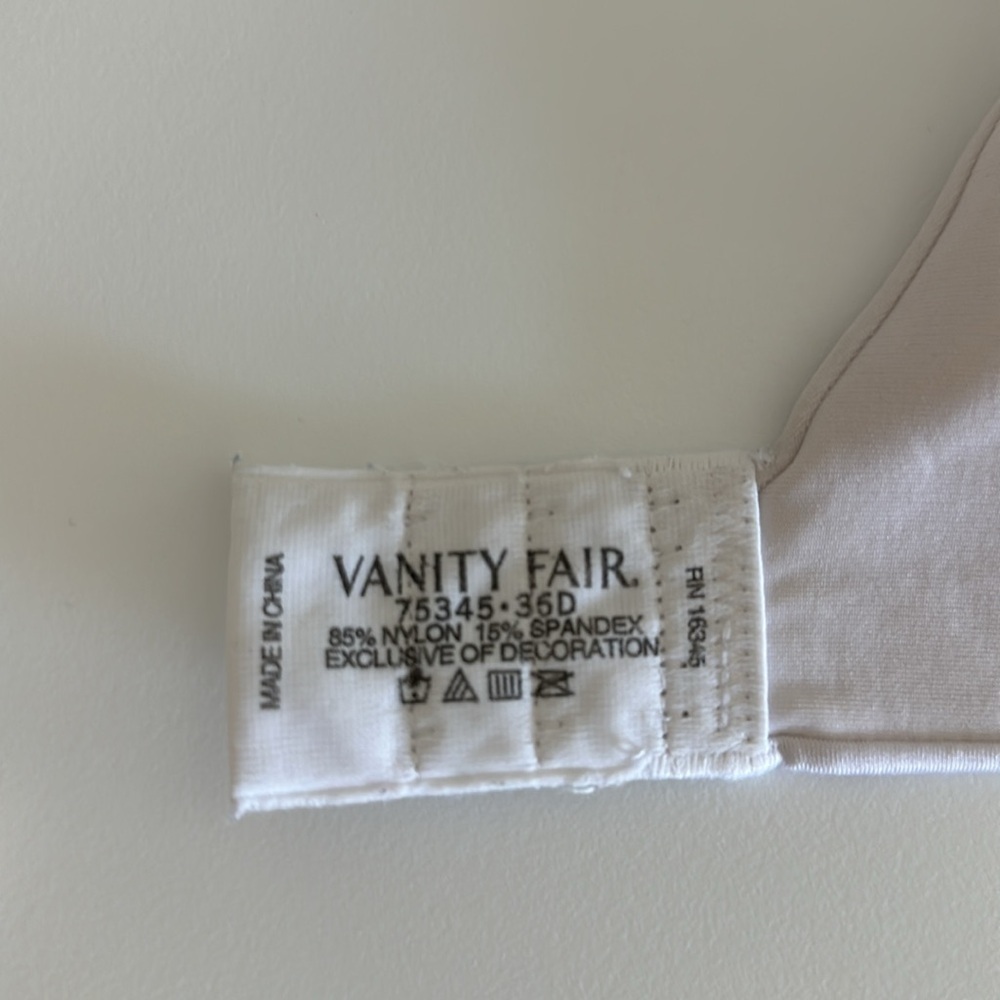 MADE IN CHINA
VANITY FAIR.
75345·36D
85% NYLON 15% SPANDEX
EXCLUSIVE OF DECORATION
RN 16345